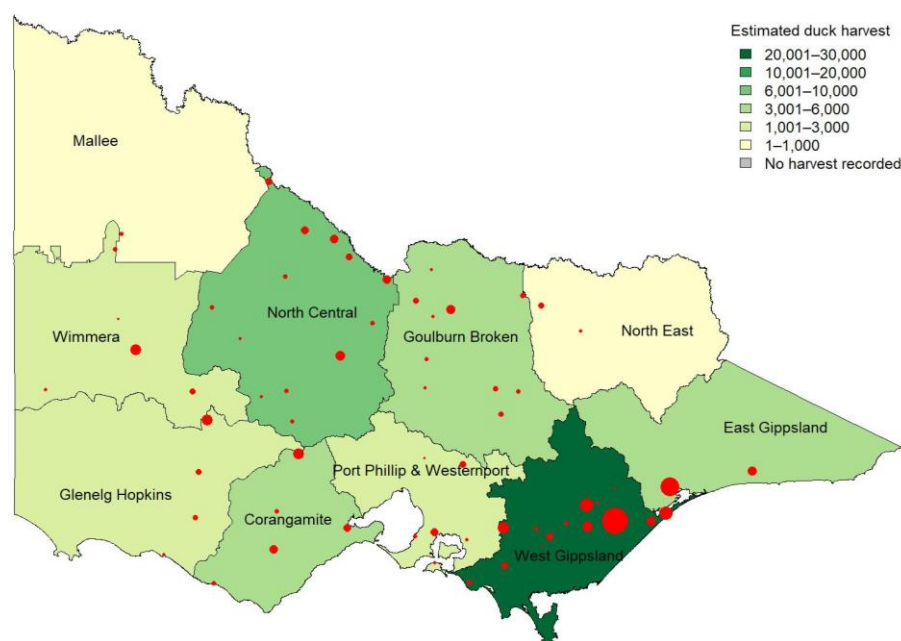 Estimated duck harvest
20,001–30,000
10,001–20,000
6,001–10,000
3,001–6,000
1,001–3,000
1–1,000
No harvest recorded
Mallee
North Central
Wimmera
Goulburn Broken
North East
East Gippsland
Port Phillip & Westernport
Glenelg Hopkins
Corangamite
West Gippsland